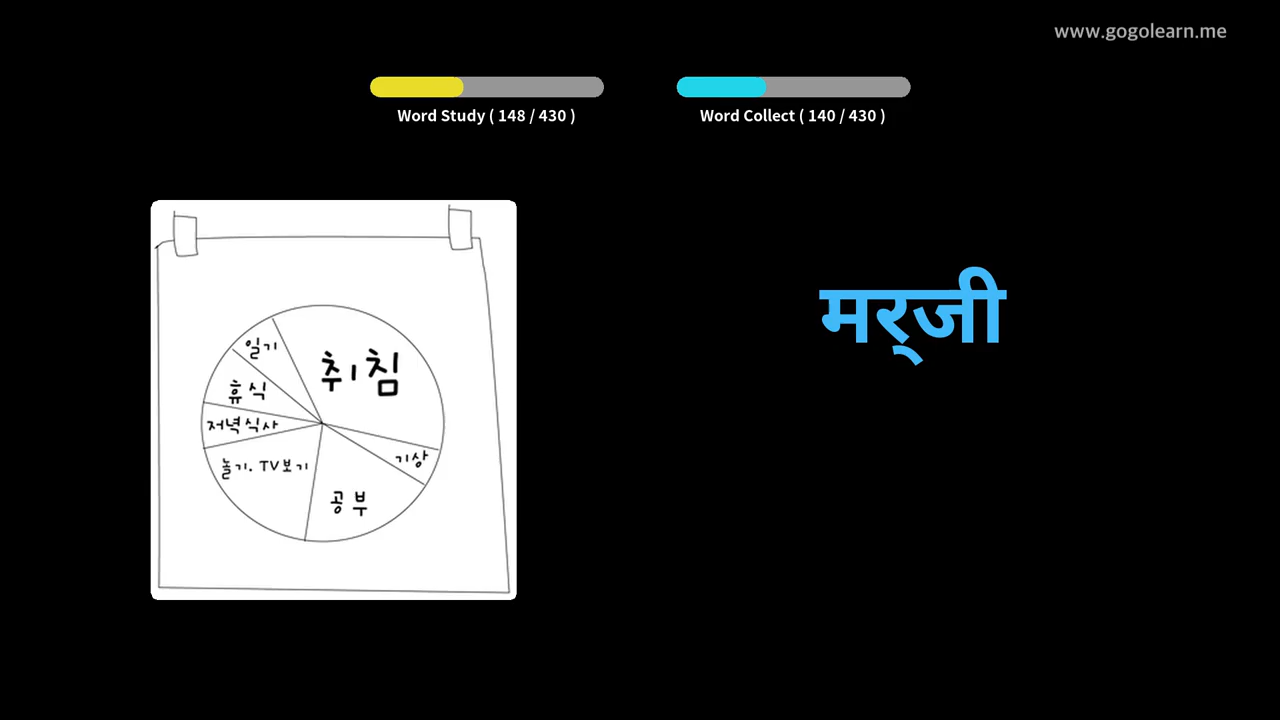 www.gogolearn.me
Word Study ( 148 / 430 )
Word Collect ( 140 / 430 )
मर्‌जी
일기
취침
휴식
저녁식사
놀기. TV보기
기상
공부